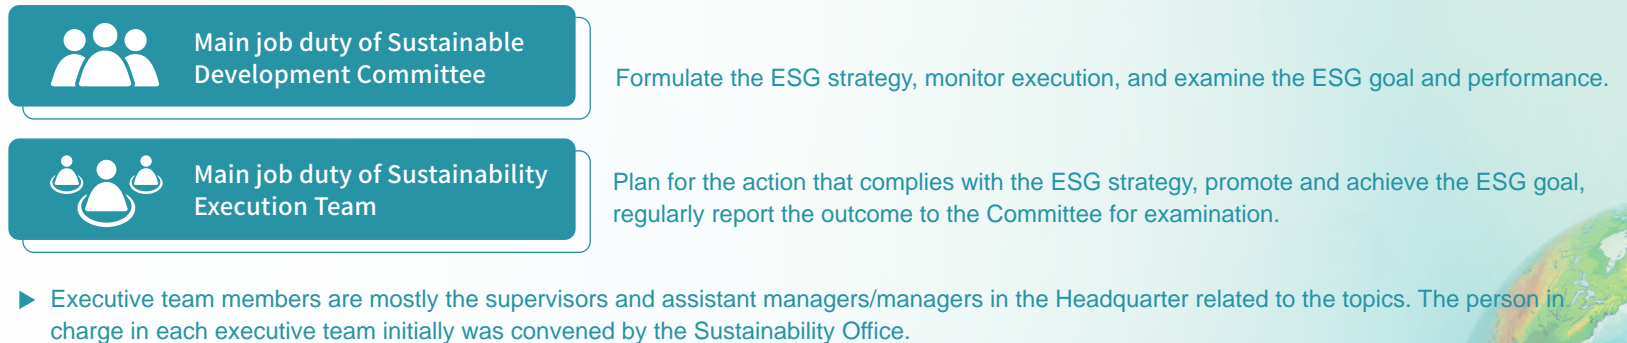 Main job duty of Sustainable
Development Committee
Formulate the ESG strategy, monitor execution, and examine the ESG goal and performance.
Main job duty of Sustainability
Execution Team
Plan for the action that complies with the ESG strategy, promote and achieve the ESG goal,
regularly report the outcome to the Committee for examination.
▶ Executive team members are mostly the supervisors and assistant managers/managers in the Headquarter related to the topics. The person in
charge in each executive team initially was convened by the Sustainability Office.